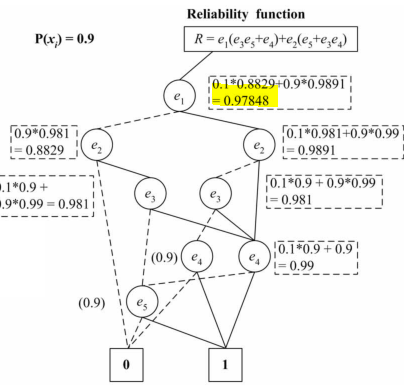 Reliability function
P(xᵢ) = 0.9
R = e₁(e₃e₅+e₄)+e₂(e₅+e₃e₄)
e₁
0.1*0.8829+0.9*0.9891
= 0.97848
0.9*0.981
= 0.8829
e₂
e₂
0.1*0.981+0.9*0.99
= 0.9891
0.1*0.9 +
0.9*0.99 = 0.981
e₃
e₃
0.1*0.9 + 0.9*0.99
= 0.981
(0.9)
e₄
e₄
0.1*0.9 + 0.9
= 0.99
(0.9)
e₅
0
1